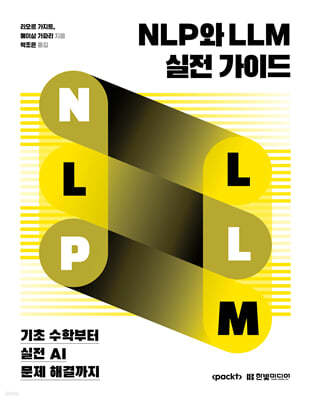 라오르 가지트,
메이삼 가파리 지음
박조은 옮김
NLP와 LLM
실전 가이드
N
L
P
L
L
M
기초 수학부터
실전 AI
문제 해결까지
<packt> 한빛미디어